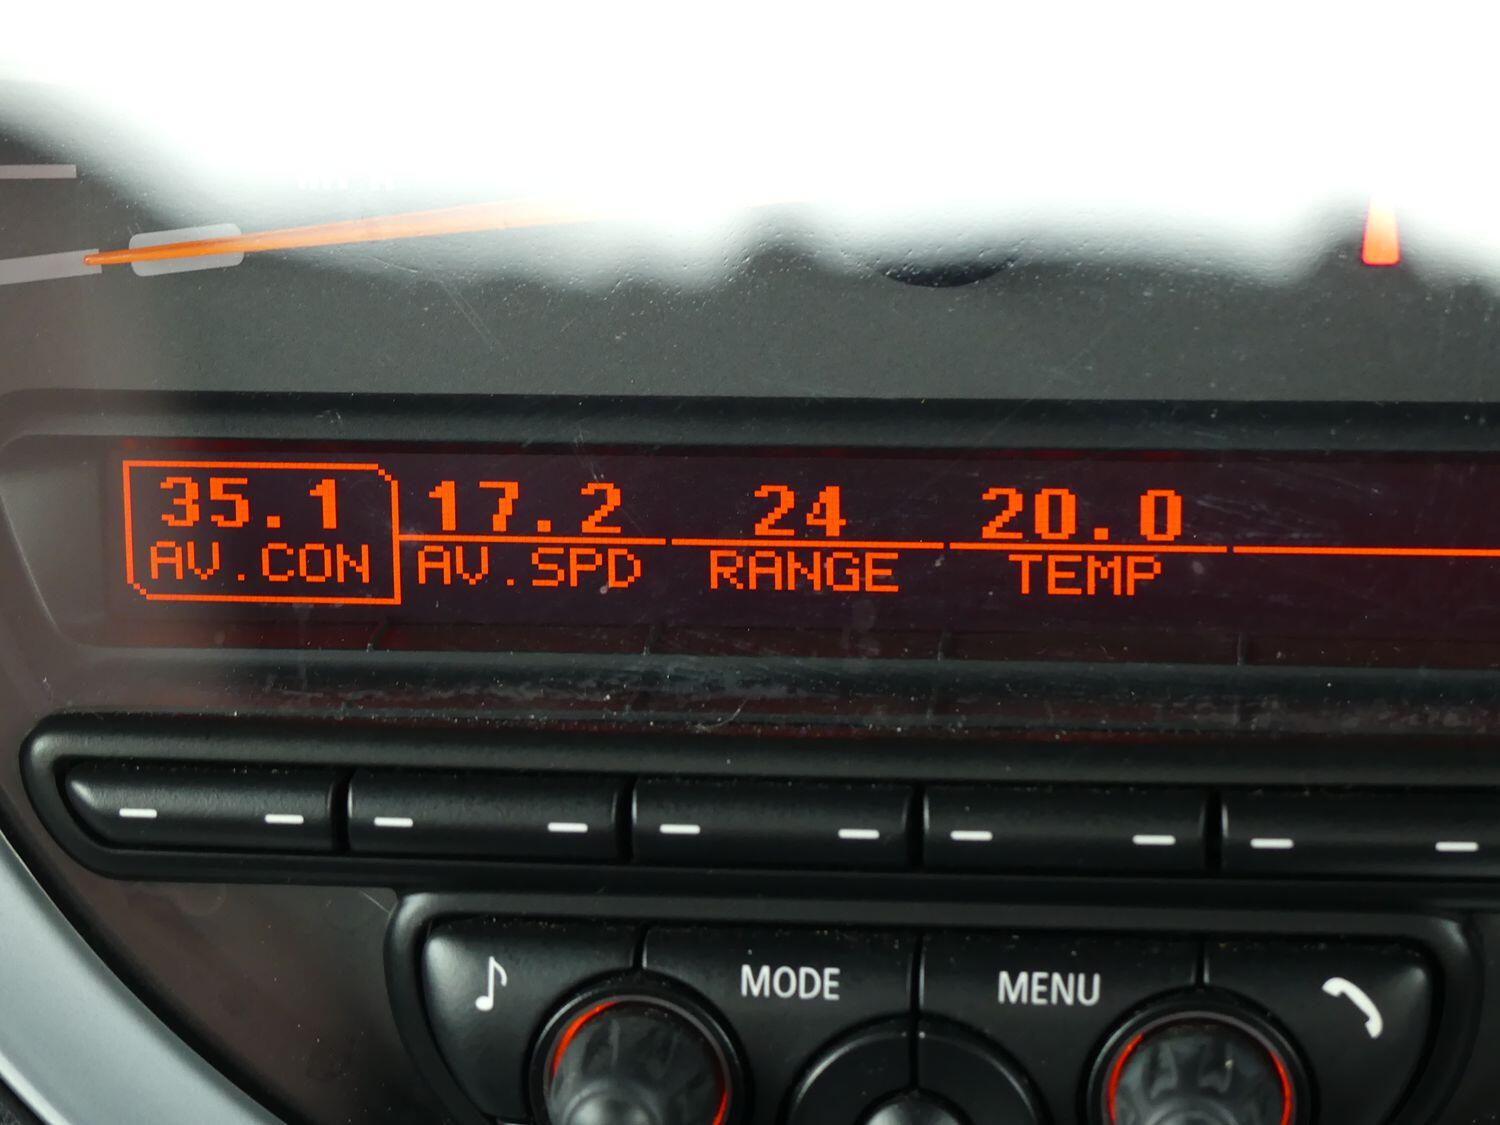 35.1 17.2 24 20.0
AV.CON AV.SPD RANGE TEMP
MODE MENU